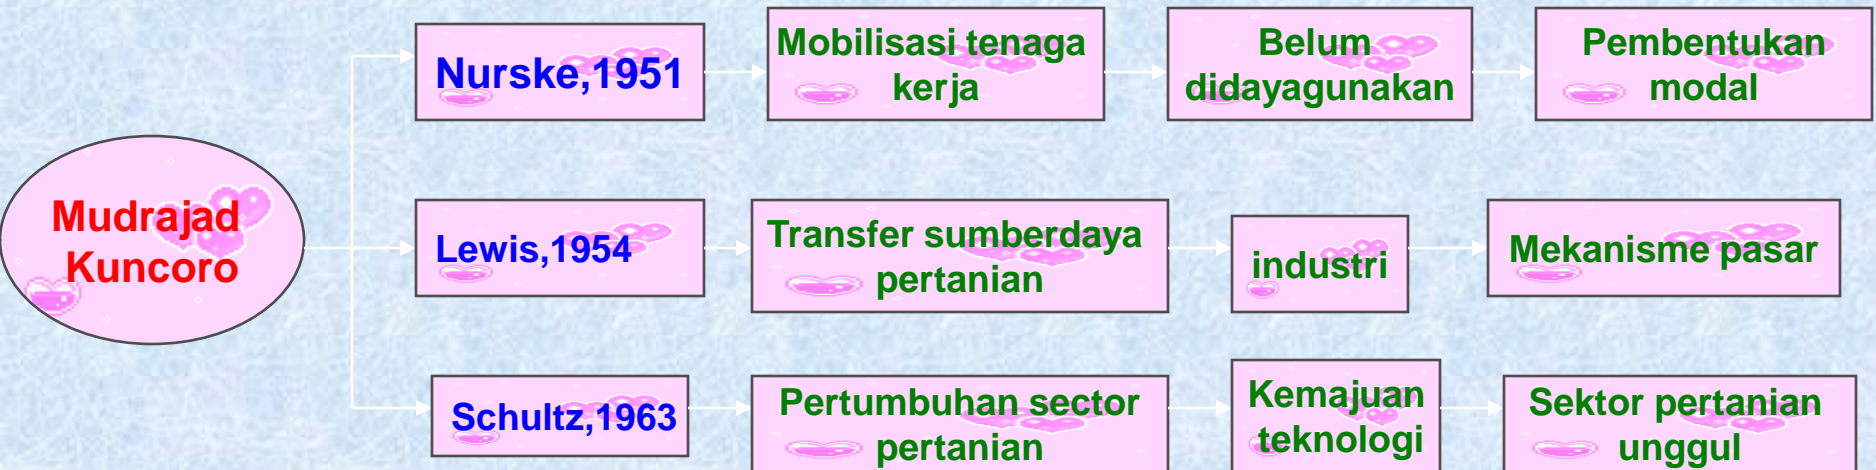 Mudrajad
Kuncoro
Nurske,1951
Mobilisasi tenaga
kerja
Belum
didayagunakan
Pembentukan
modal
Lewis,1954
Transfer sumberdaya
pertanian
industri
Mekanisme pasar
Schultz,1963
Pertumbuhan sector
pertanian
Kemajuan
teknologi
Sektor pertanian
unggul